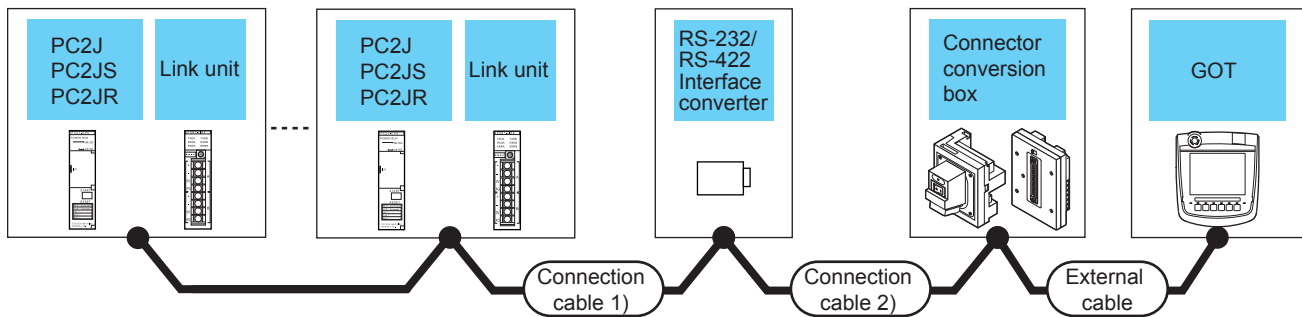 PC2J
PC2JS
PC2JR
Link unit
PC2J
PC2JS
PC2JR
Link unit
RS-232/
RS-422
Interface
converter
Connector
conversion
box
GOT
Connection
cable 1)
Connection
cable 2)
External
cable